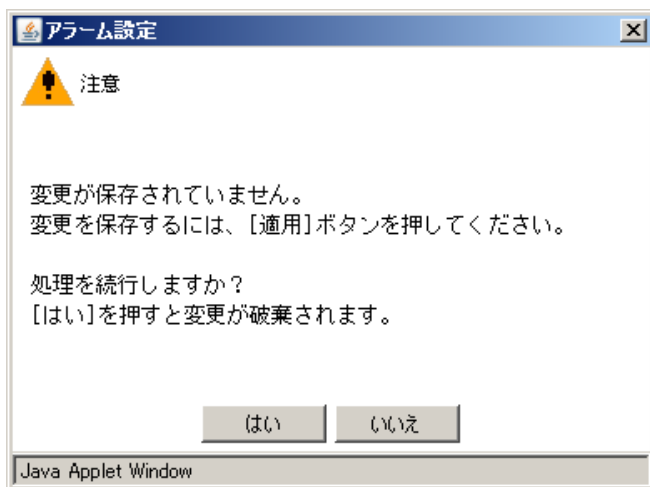 アラーム設定
注意
変更が保存されていません。
変更を保存するには、[適用]ボタンを押してください。
処理を続行しますか?
[はい]を押すと変更が破棄されます。
はい
いいえ
Java Applet Window